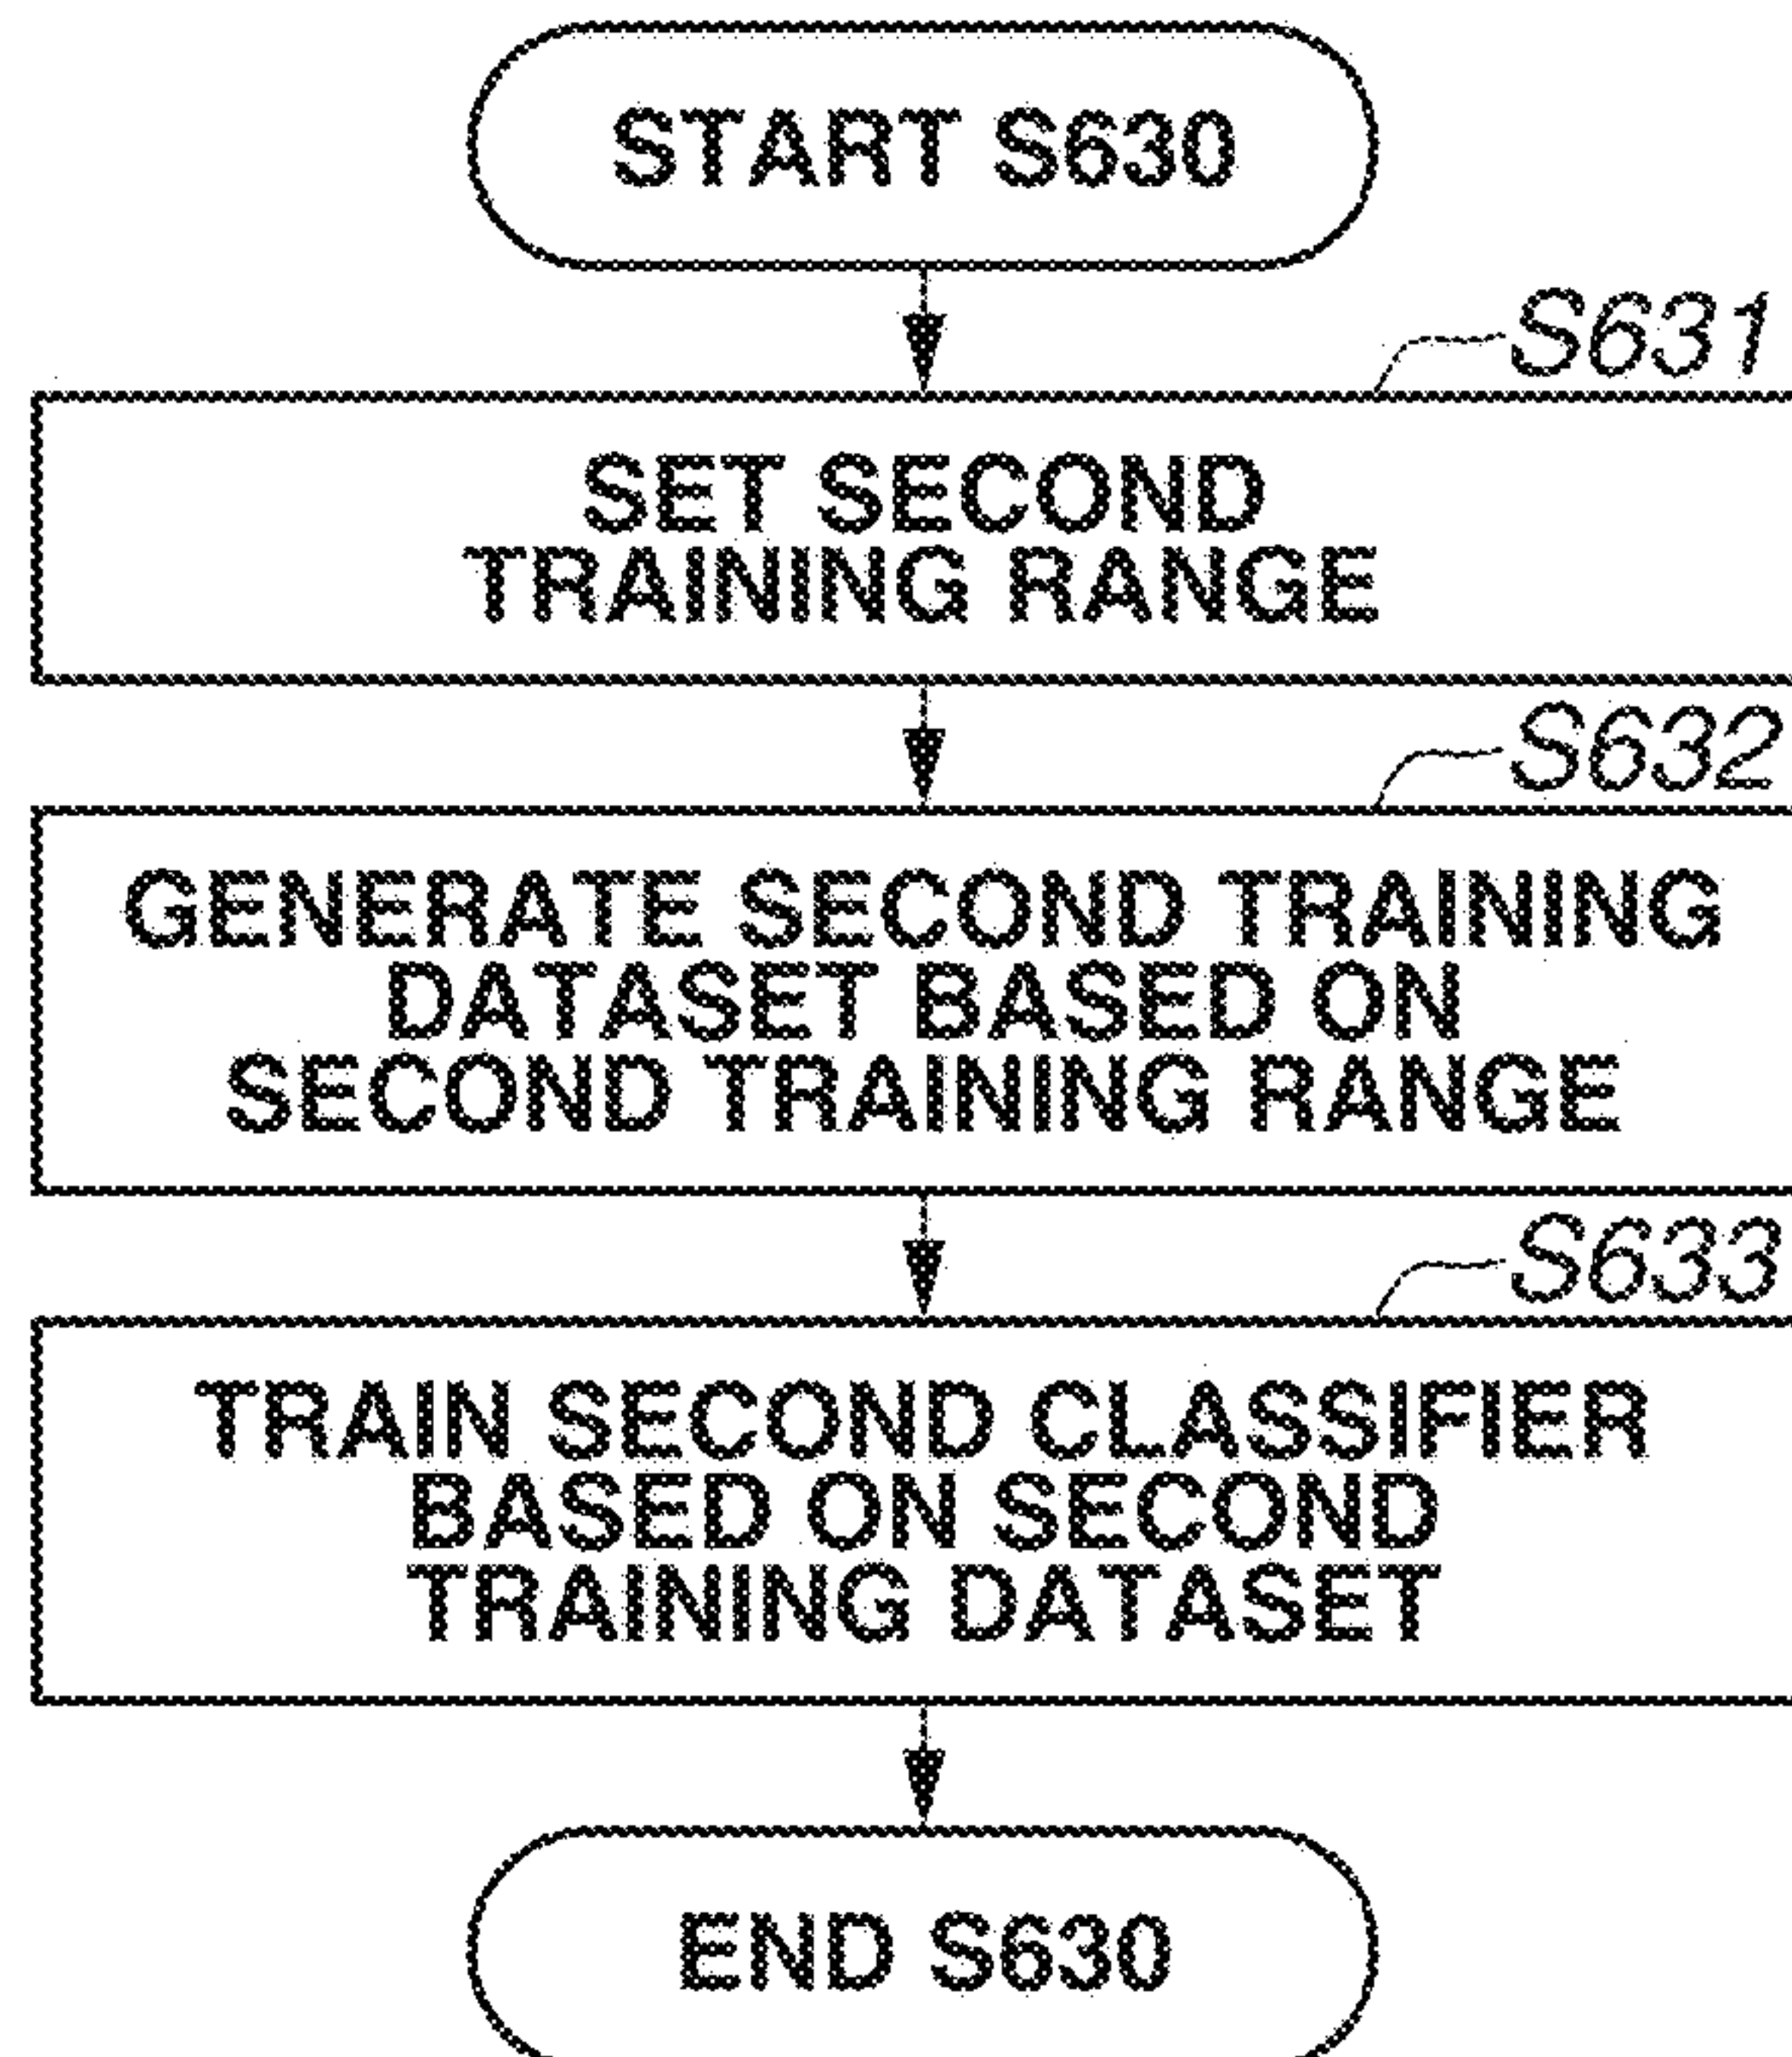 START S630
S631
SET SECOND
TRAINING RANGE
S632
GENERATE SECOND TRAINING
DATASET BASED ON
SECOND TRAINING RANGE
S633
TRAIN SECOND CLASSIFIER
BASED ON SECOND
TRAINING DATASET
END S630